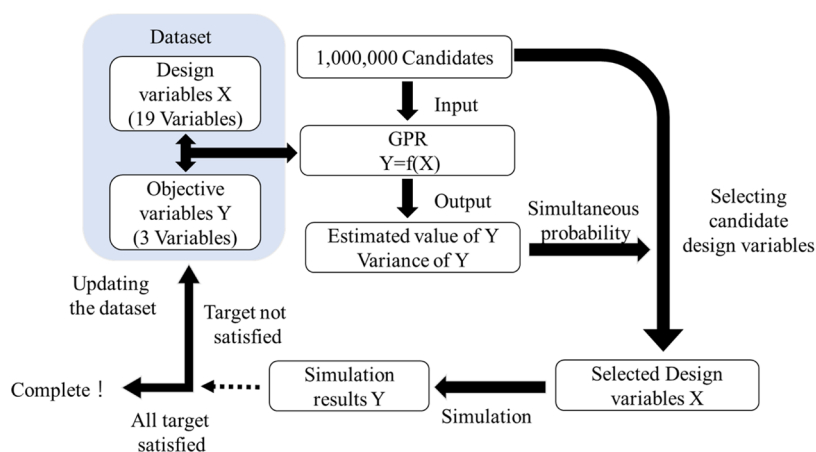 Dataset
Design
variables X
(19 Variables)
Objective
variables Y
(3 Variables)
1,000,000 Candidates
Input
GPR
Y=f(X)
Output
Estimated value of Y
Variance of Y
Simultaneous
probability
Selecting
candidate
design variables
Selected Design
variables X
Simulation
Simulation
results Y
Updating
the dataset
Target not
satisfied
Complete！
All target
satisfied